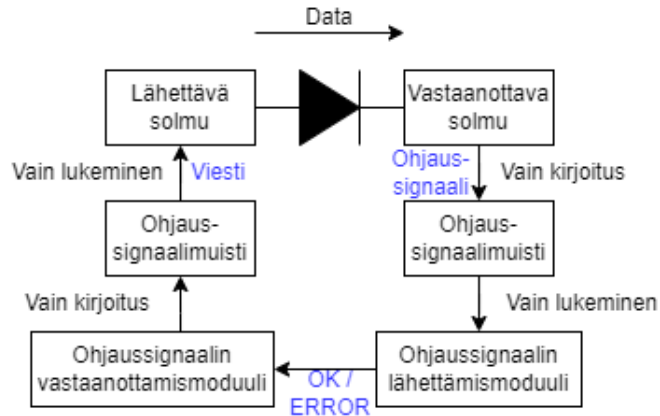 Data
Lähettävä
solmu
Vastaanottava
solmu
Vain lukeminen
Viesti
Ohjaus-
signaali
Vain kirjoitus
Ohjaus-
signaalimuisti
Ohjaus-
signaalimuisti
Vain kirjoitus
Vain lukeminen
Ohjaussignaalin
vastaanottamismoduuli
OK /
ERROR
Ohjaussignaalin
lähettämismoduuli